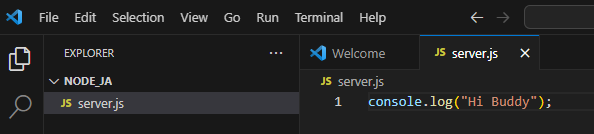 File Edit Selection View Go Run Terminal Help
EXPLORER
Welcome
JS server.js
NODE_JA
JS server.js
JS server.js
1 console.log("Hi Buddy");